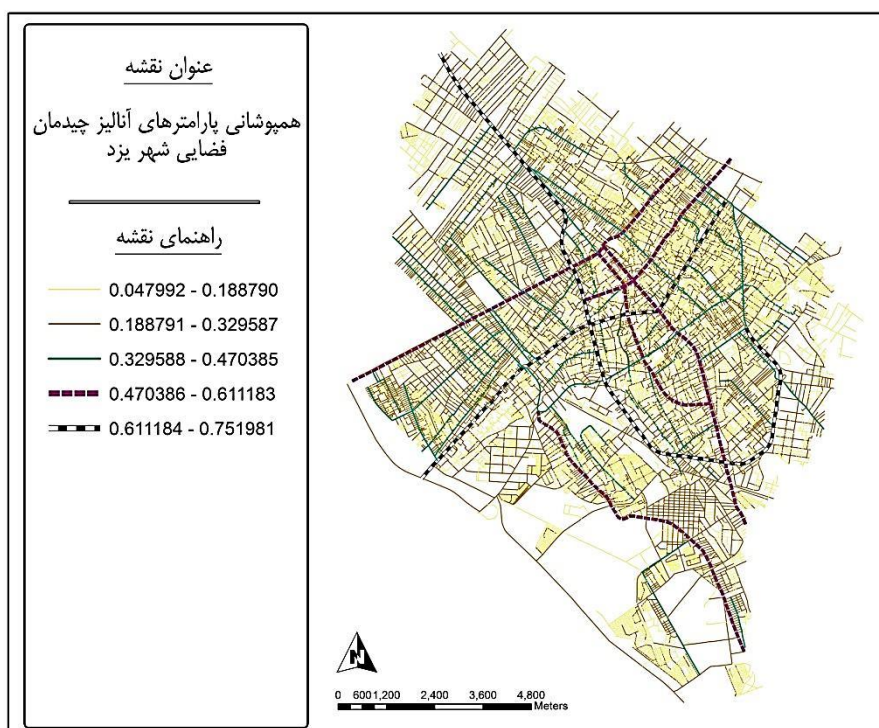 عنوان نقشه
همپوشانی پارامترهای آنالیز چیدمان
فضایی شهر یزد
راهنمای نقشه
0.047992 - 0.188790
0.188791 - 0.329587
0.329588 - 0.470385
0.470386 - 0.611183
0.611184 - 0.751981
N
0 600 1,200 2,400 3,600 4,800
Meters